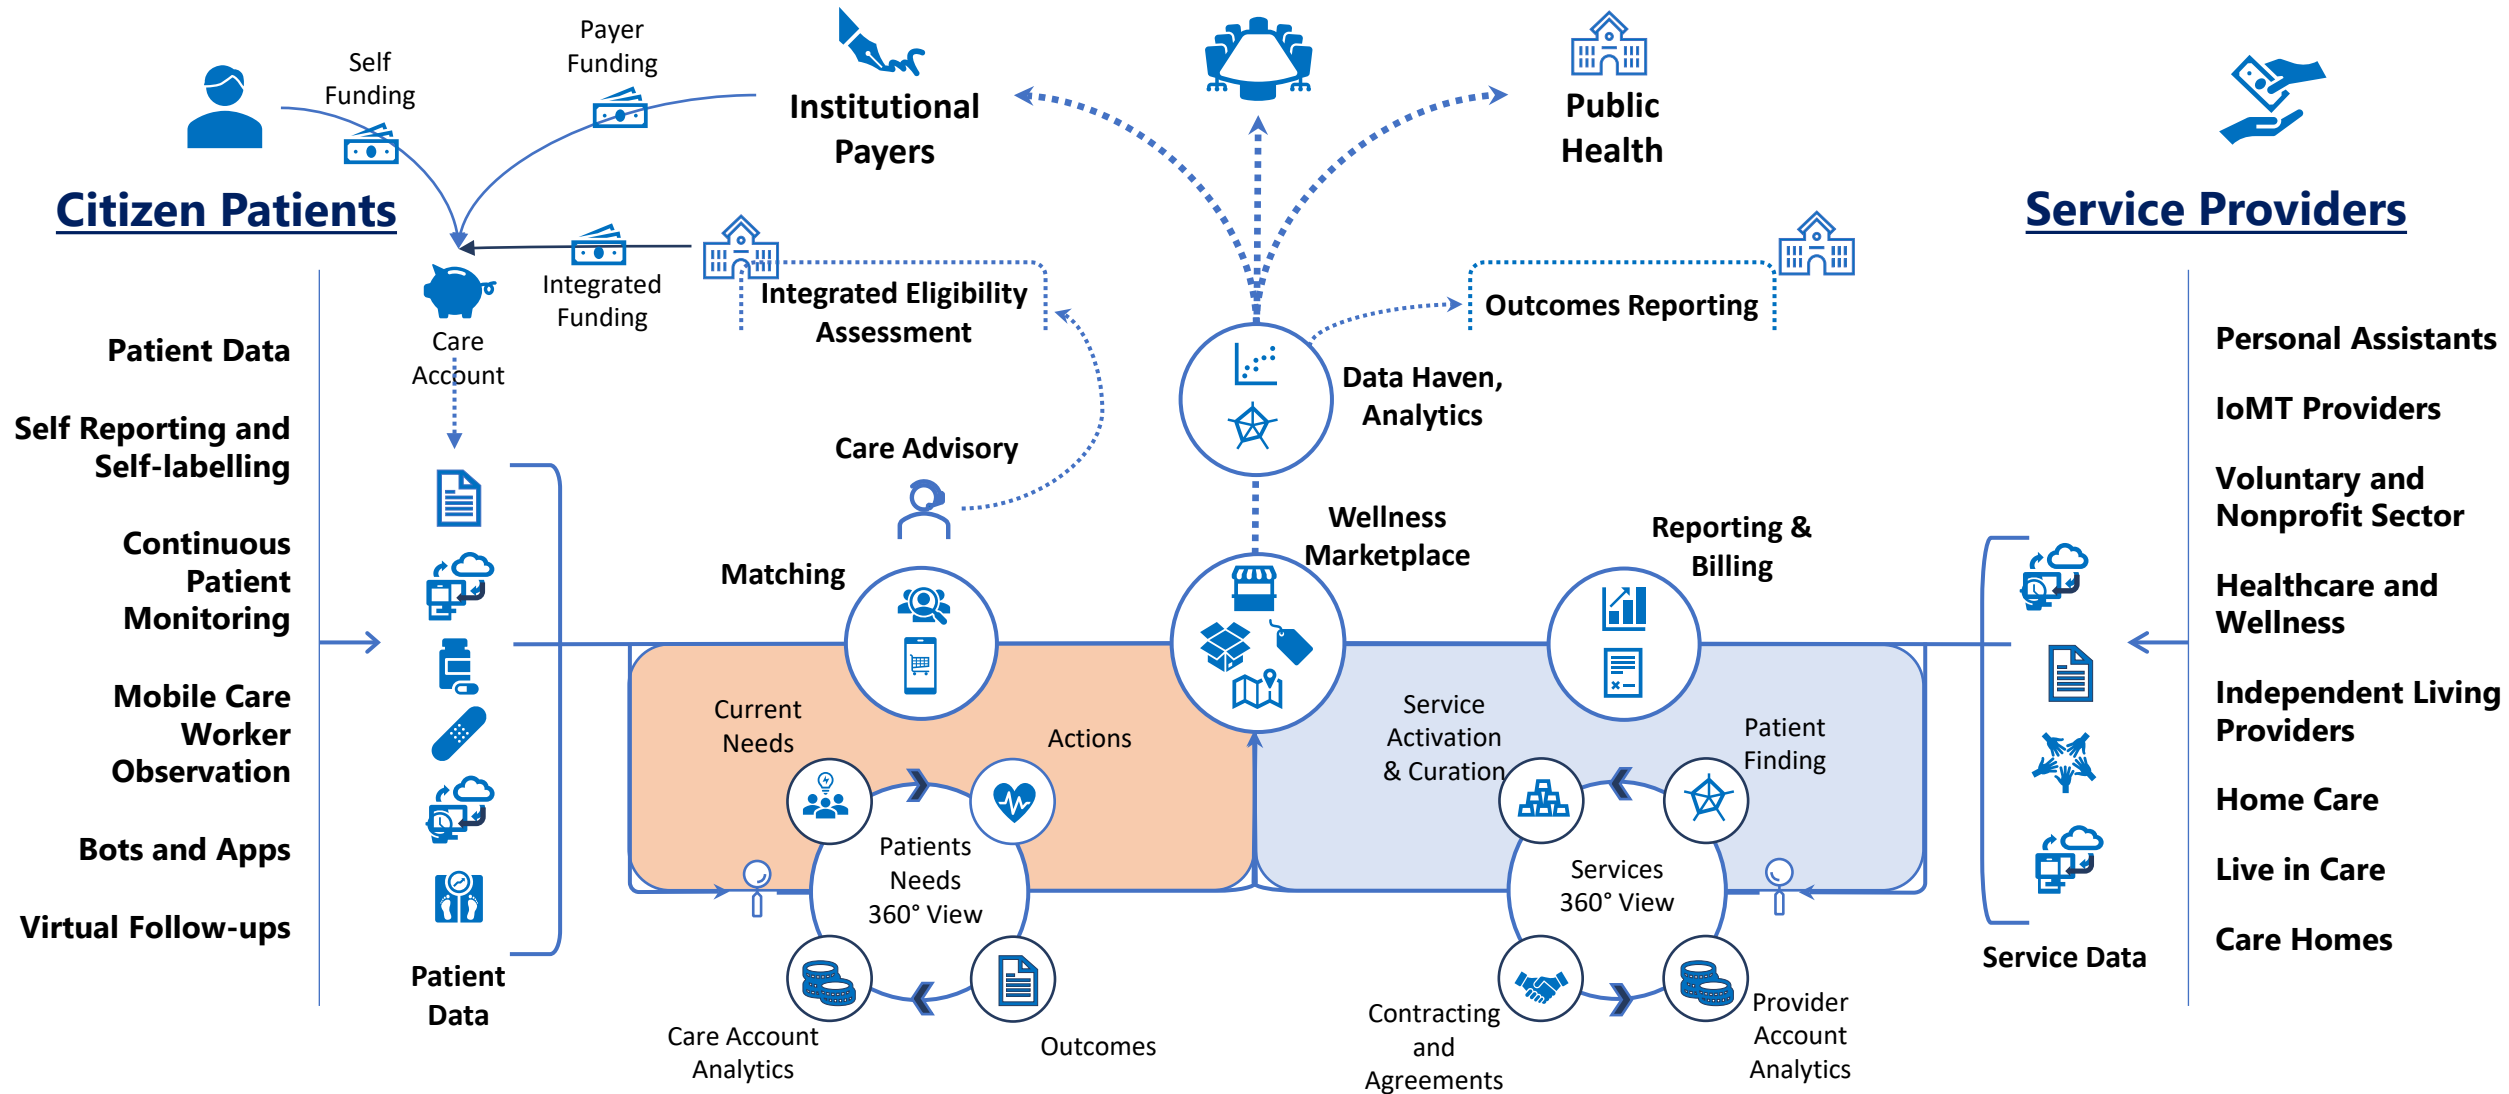 Self
Funding
Payer
Funding
Institutional
Payers
Public
Health
Citizen Patients
Service Providers
Integrated
Funding
Integrated Eligibility
Assessment
Outcomes Reporting
Care
Account
Patient Data
Self Reporting and
Self-labelling
Continuous
Patient
Monitoring
Mobile Care
Worker
Observation
Bots and Apps
Virtual Follow-ups
Patient
Data
Care Advisory
Matching
Data Haven,
Analytics
Wellness
Marketplace
Reporting &
Billing
Current
Needs
Actions
Patients
Needs
360° View
Care Account
Analytics
Outcomes
Service
Activation
& Curation
Patient
Finding
Services
360° View
Contracting
and
Agreements
Provider
Account
Analytics
Service Data
Personal Assistants
IoMT Providers
Voluntary and
Nonprofit Sector
Healthcare and
Wellness
Independent Living
Providers
Home Care
Live in Care
Care Homes